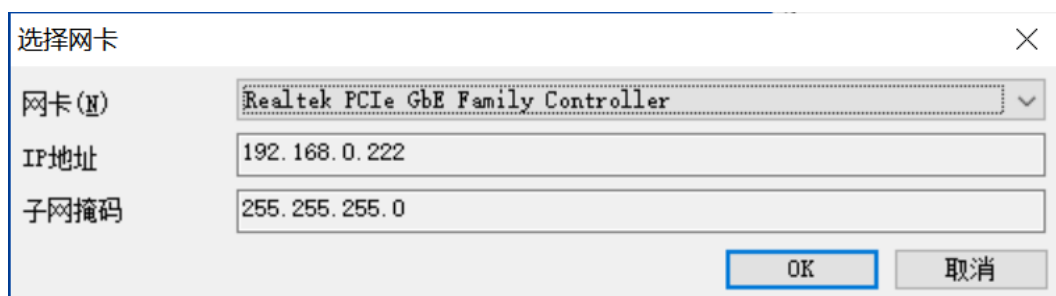 选择网卡
网卡(N) Realtek PCIe GbE Family Controller
IP地址 192.168.0.222
子网掩码 255.255.255.0
OK 取消